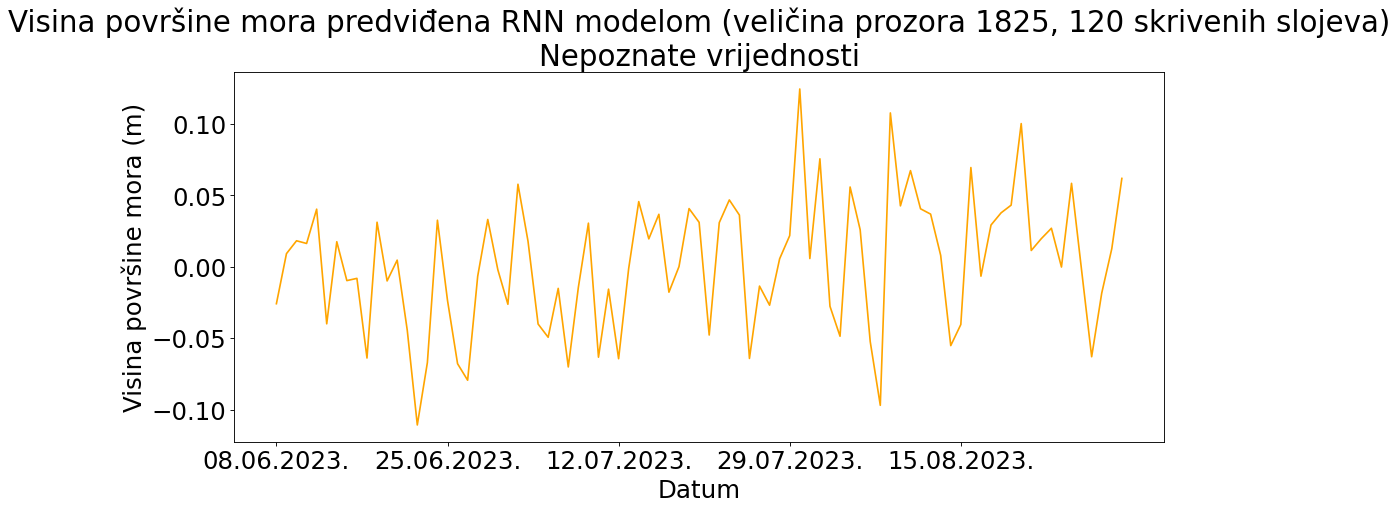 Visina površine mora predviđena RNN modelom (veličina prozora 1825, 120 skrivenih slojeva)
Nepoznate vrijednosti
Visina površine mora (m)
0.10
0.05
0.00
−0.05
−0.10
08.06.2023. 25.06.2023. 12.07.2023. 29.07.2023. 15.08.2023.
Datum